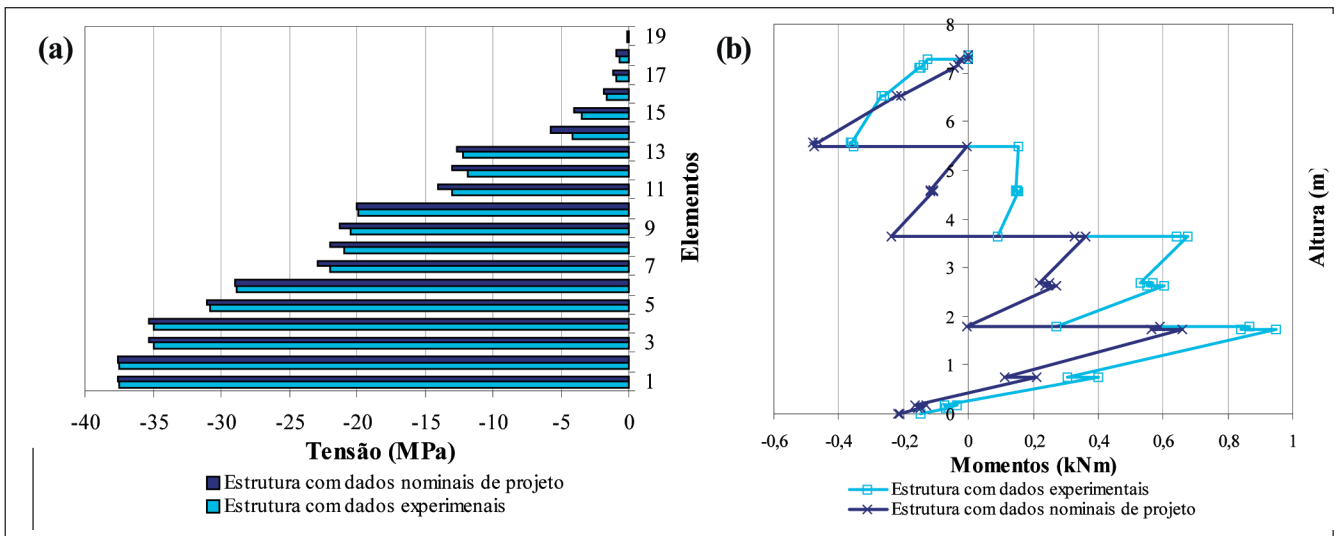 (a)
19
17
15
13
11
9
7
5
3
1
Elementos
-40 -35 -30 -25 -20 -15 -10 -5 0
Tensão (MPa)
Estrutura com dados nominais de projeto
Estrutura com dados experimenais
(b)
8
7
6
5
4
3
2
1
0
Altura (m)
-0,6 -0,4 -0,2 0 0,2 0,4 0,6 0,8 1
Momentos (kNm)
Estrutura com dados experimentais
Estrutura com dados nominais de projeto